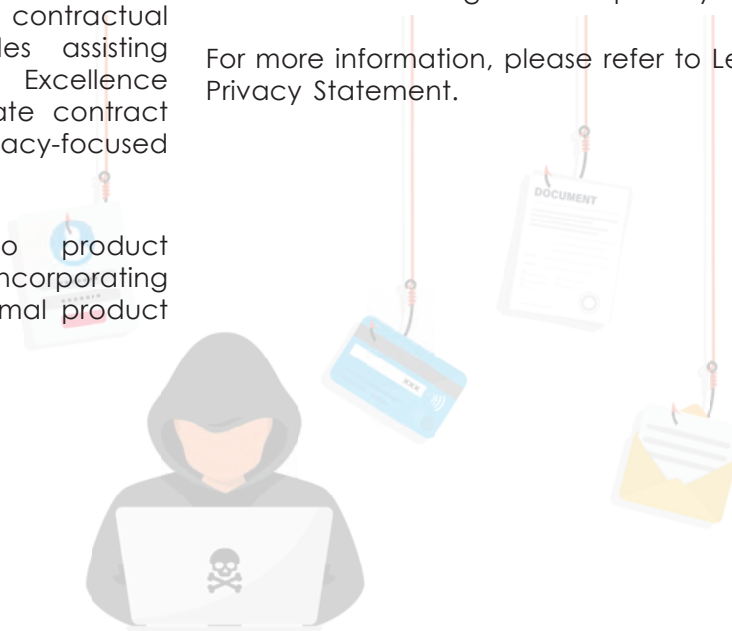 contractual
les assisting
Excellence
ate contract
acy-focused
o product
ncorporating
mal product
For more information, please refer to Le
Privacy Statement.
DOCUMENT
XXX